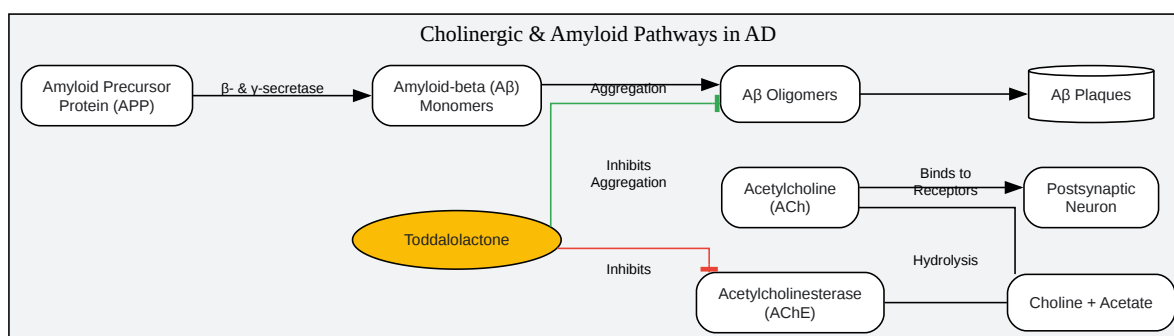 Cholinergic & Amyloid Pathways in AD
Amyloid Precursor
Protein (APP)
β- & γ-secretase
Amyloid-beta (Aβ)
Monomers
Aggregation
Aβ Oligomers
Aβ Plaques
Inhibits
Aggregation
Acetylcholine
(ACh)
Binds to
Receptors
Postsynaptic
Neuron
Toddalolactone
Inhibits
Hydrolysis
Acetylcholinesterase
(AChE)
Choline + Acetate